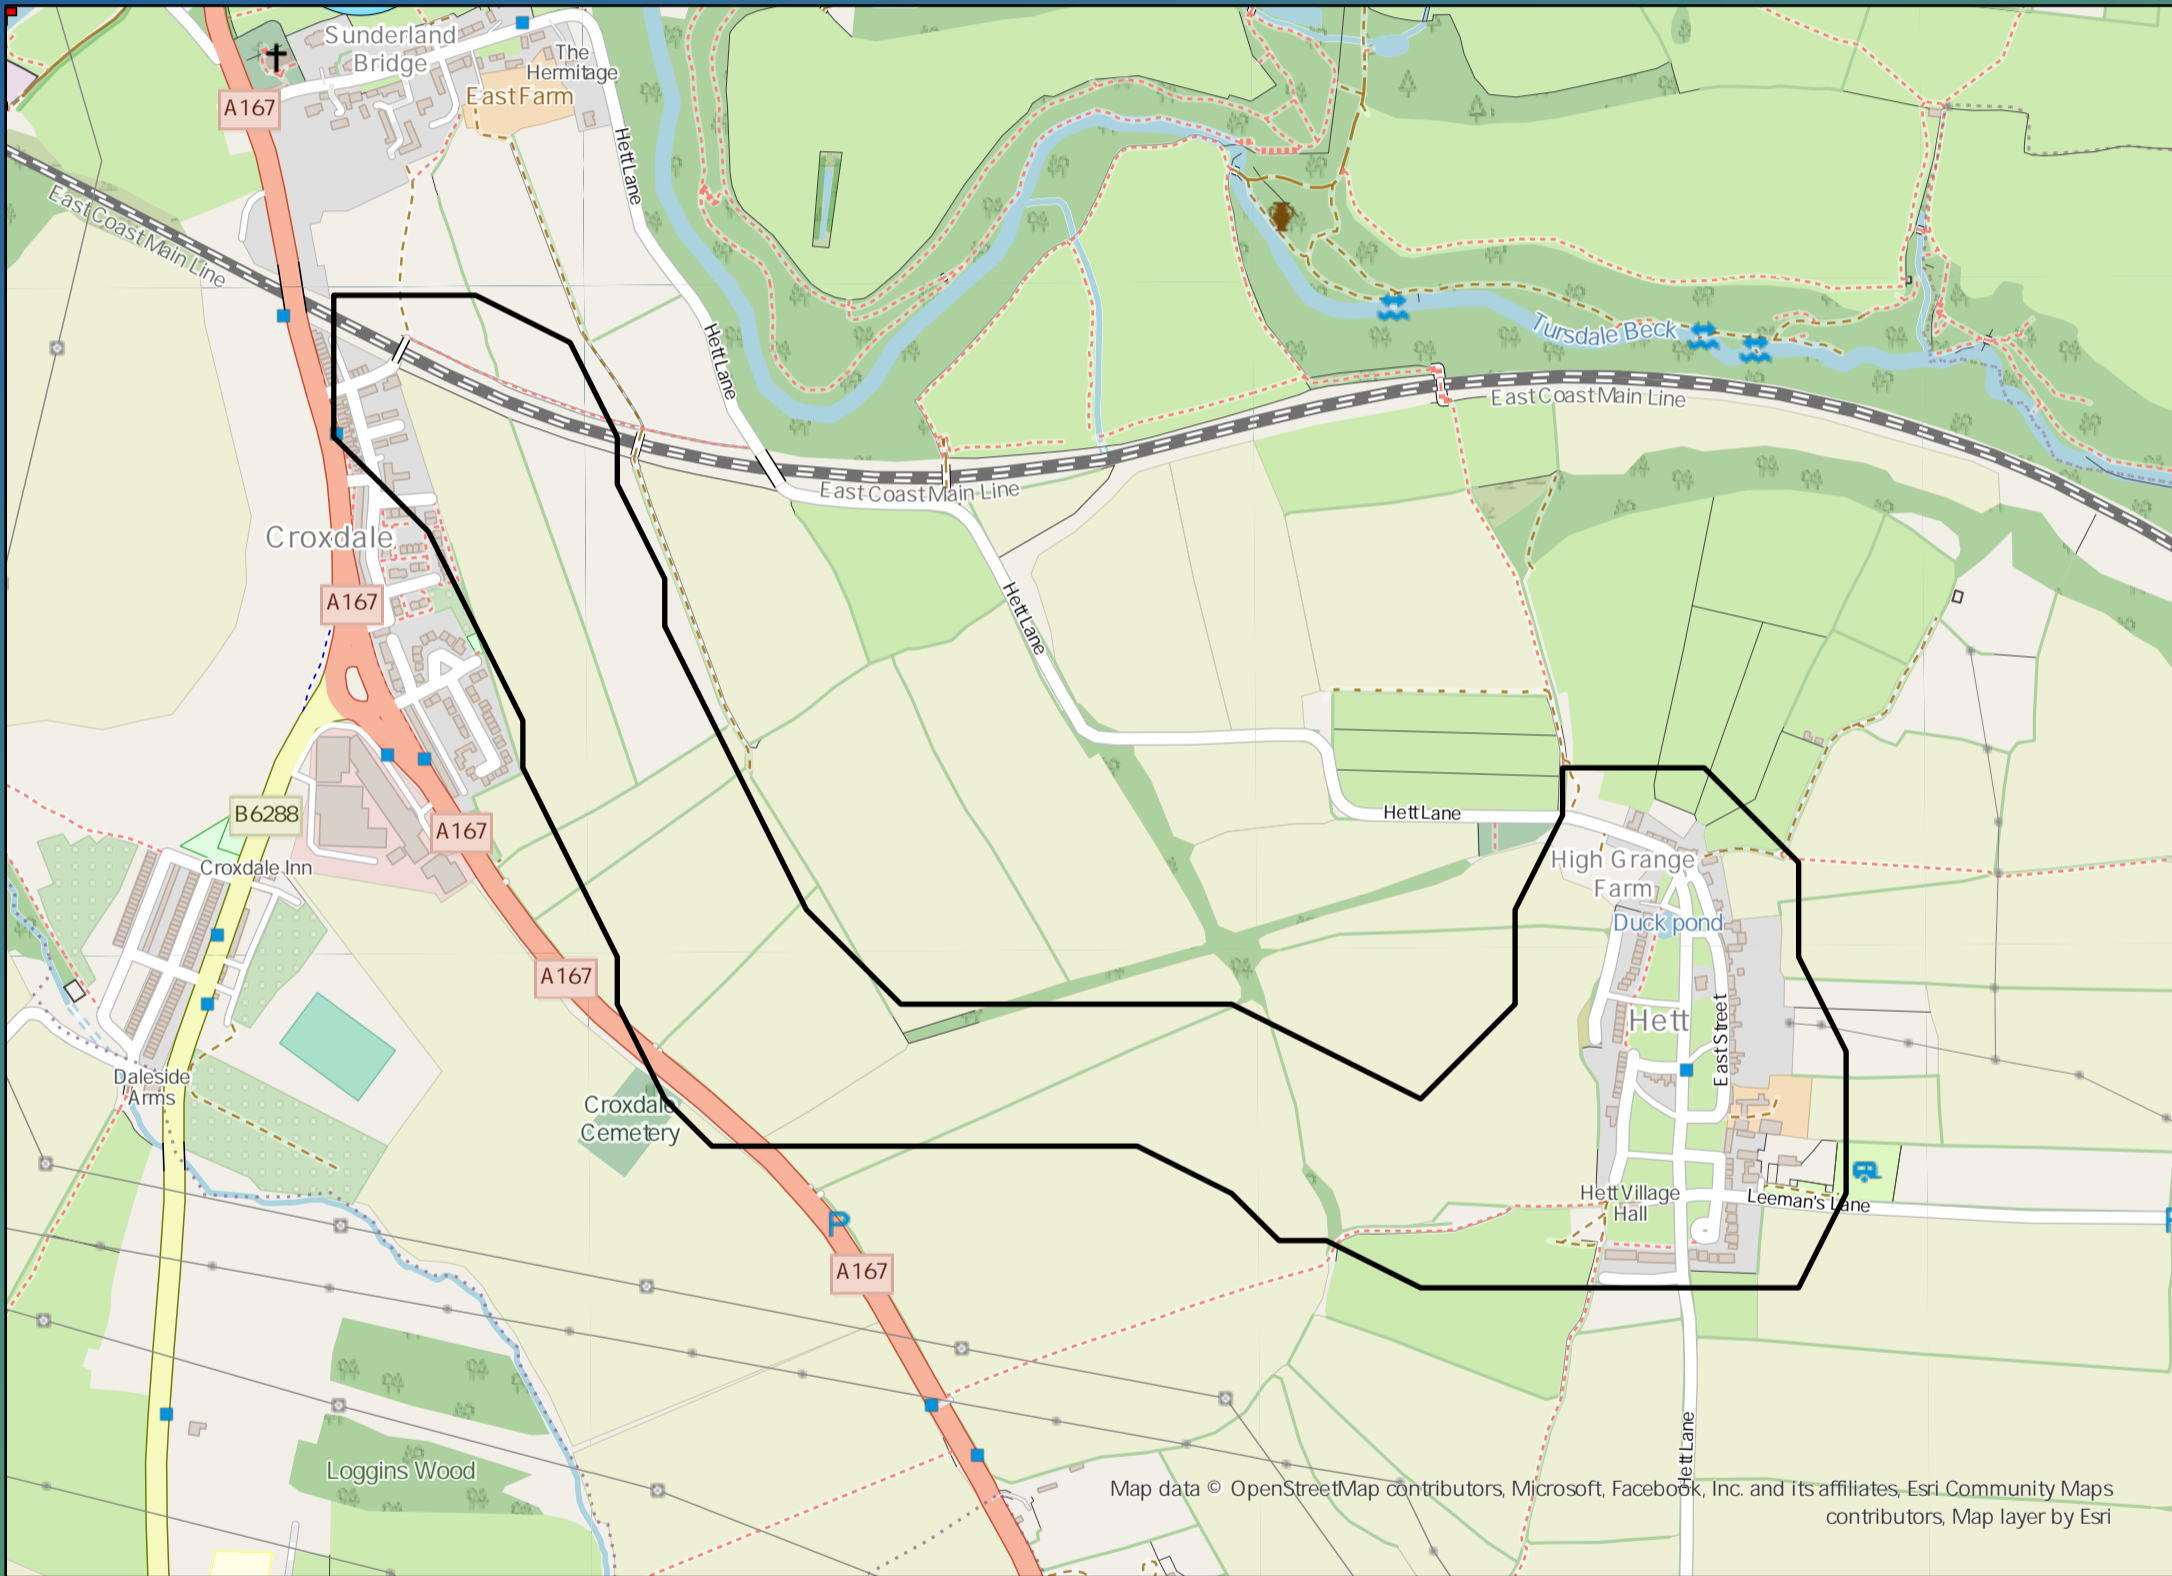 Sunderland
Bridge
The
Hermitage
East Farm
A167
Hett Lane
East Coast Main Line
Hett Lane
Tursdale Beck
East Coast Main Line
East Coast Main Line
Croxdale
A167
Hett Lane
B6288
A167
Hett Lane
Croxdale Inn
High Grange
Farm
Duck pond
A167
Hett
East Street
Daleside
Arms
Croxdale
Cemetery
Hett Village
Hall
Leeman's Lane
P
A167
Hett Lane
Loggins Wood
Map data © OpenStreetMap contributors, Microsoft, Facebook, Inc. and its affiliates, Esri Community Maps
contributors, Map layer by Esri